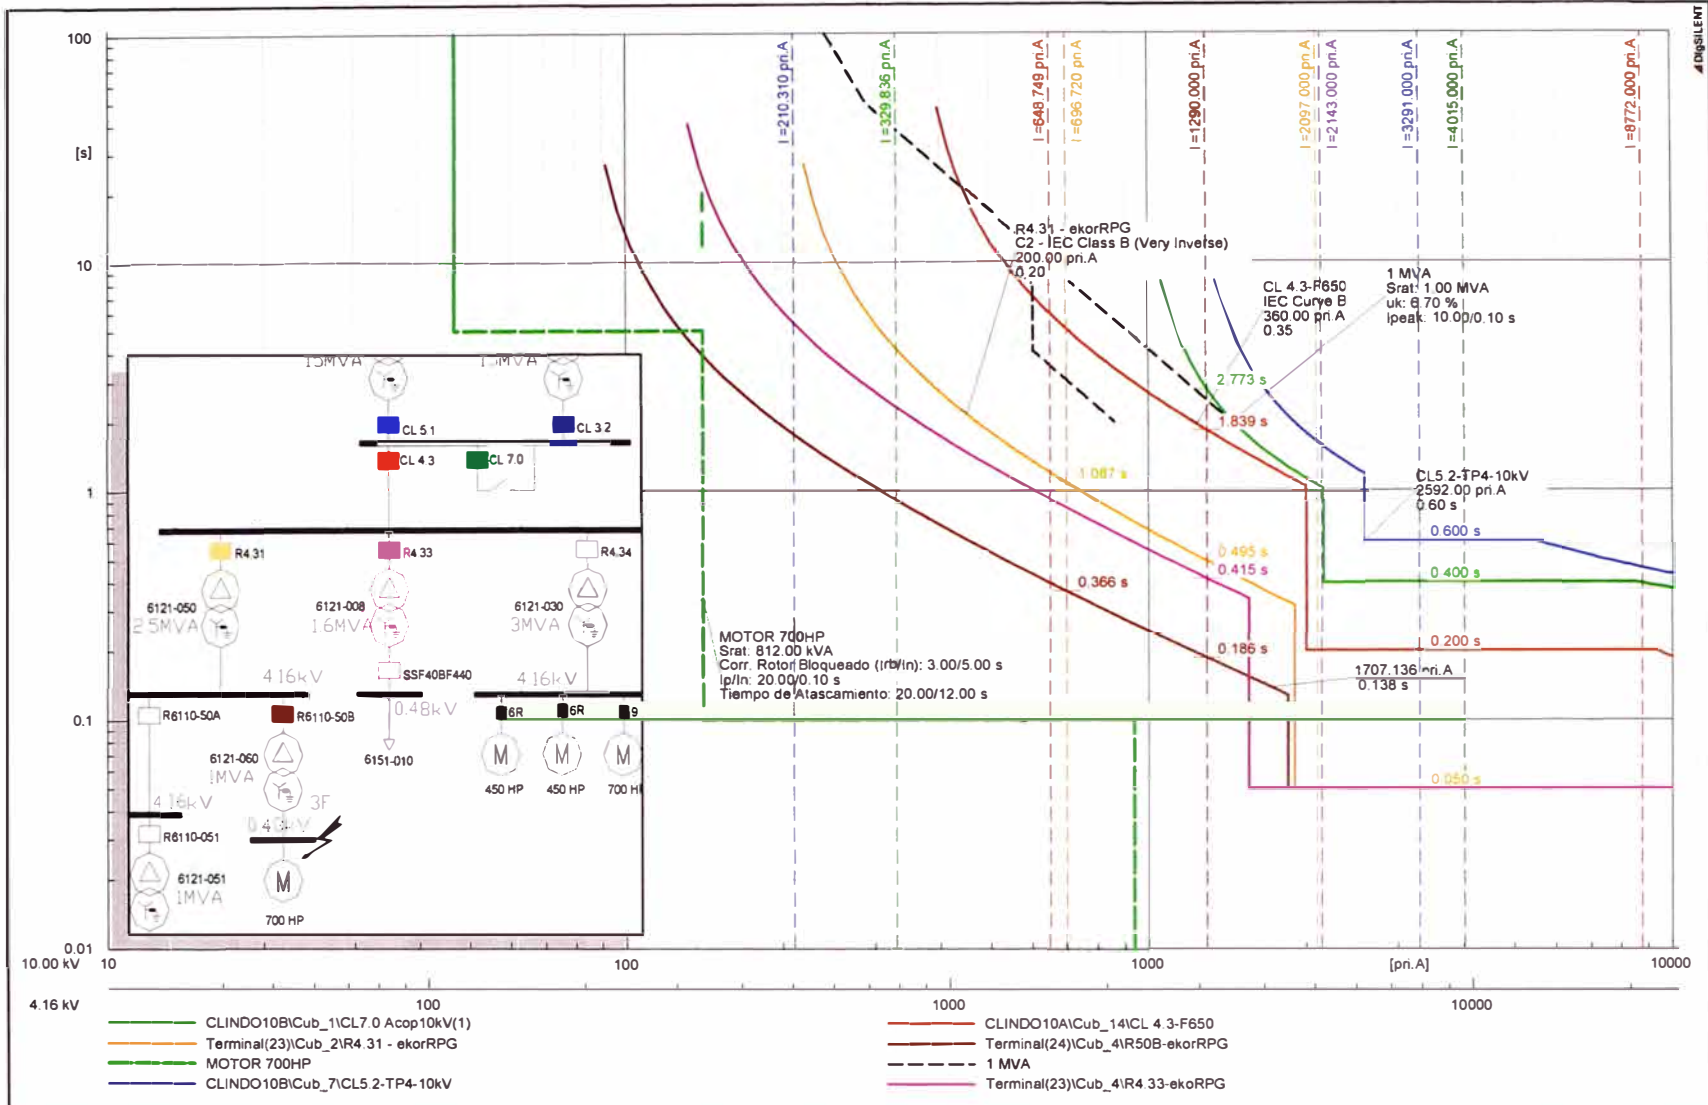 DIgSILENT
100
[s]
10
1
0.1
0.01
I =210.310 pri.A
I =329.836 pri.A
I =648.749 pri.A
I =696.720 pri.A
I =1290.000 pri.A
I =2097.000 pri.A
I =2143.000 pri.A
I =3291.000 pri.A
I =4015.000 pri.A
I =8772.000 pri.A
R4.31 - ekorRPG
C2 - IEC Class B (Very Inverse)
200.00 pri.A
0.20
CL 4.3-F650
IEC Curve B
360.00 pri.A
0.35
1 MVA
Srat: 1.00 MVA
uk: 6.70 %
Ipeak: 10.00/0.10 s
2.773 s
1.839 s
1.087 s
CL5.2-TP4-10kV
2592.00 pri.A
0.60 s
0.600 s
0.495 s
0.415 s
0.400 s
0.366 s
0.200 s
0.186 s
MOTOR 700HP
Srat: 812.00 kVA
Corr. Rotor Bloqueado (Irb/In): 3.00/5.00 s
Ip/In: 20.00/0.10 s
Tiempo de Atascamiento: 20.00/12.00 s
1707.136 pri.A
0.138 s
0.050 s
15MVA
CL 5.1
CL 3.2
CL 4.3
CL 7.0
R4.31
R4.33
R4.34
6121-050
2.5MVA
6121-008
1.6MVA
6121-030
3MVA
SSF40BF440
4.16kV
0.48kV
4.16kV
R6110-50A
R6110-50B
6R
6R
9
6121-060
1MVA
6151-010
M
M
M
450 HP
450 HP
700 H
4.16kV
3F
R6110-051
6121-051
1MVA
M
700 HP
10.00 kV
10
100
1000
[pri.A]
10000
4.16 kV
100
1000
10000
CLINDO10B\Cub_1\CL7.0 Acop10kV(1)
Terminal(23)\Cub_2\R4.31 - ekorRPG
MOTOR 700HP
CLINDO10B\Cub_7\CL5.2-TP4-10kV
CLINDO10A\Cub_14\CL 4.3-F650
Terminal(24)\Cub_4\R50B-ekorRPG
1 MVA
Terminal(23)\Cub_4\R4.33-ekoRPG